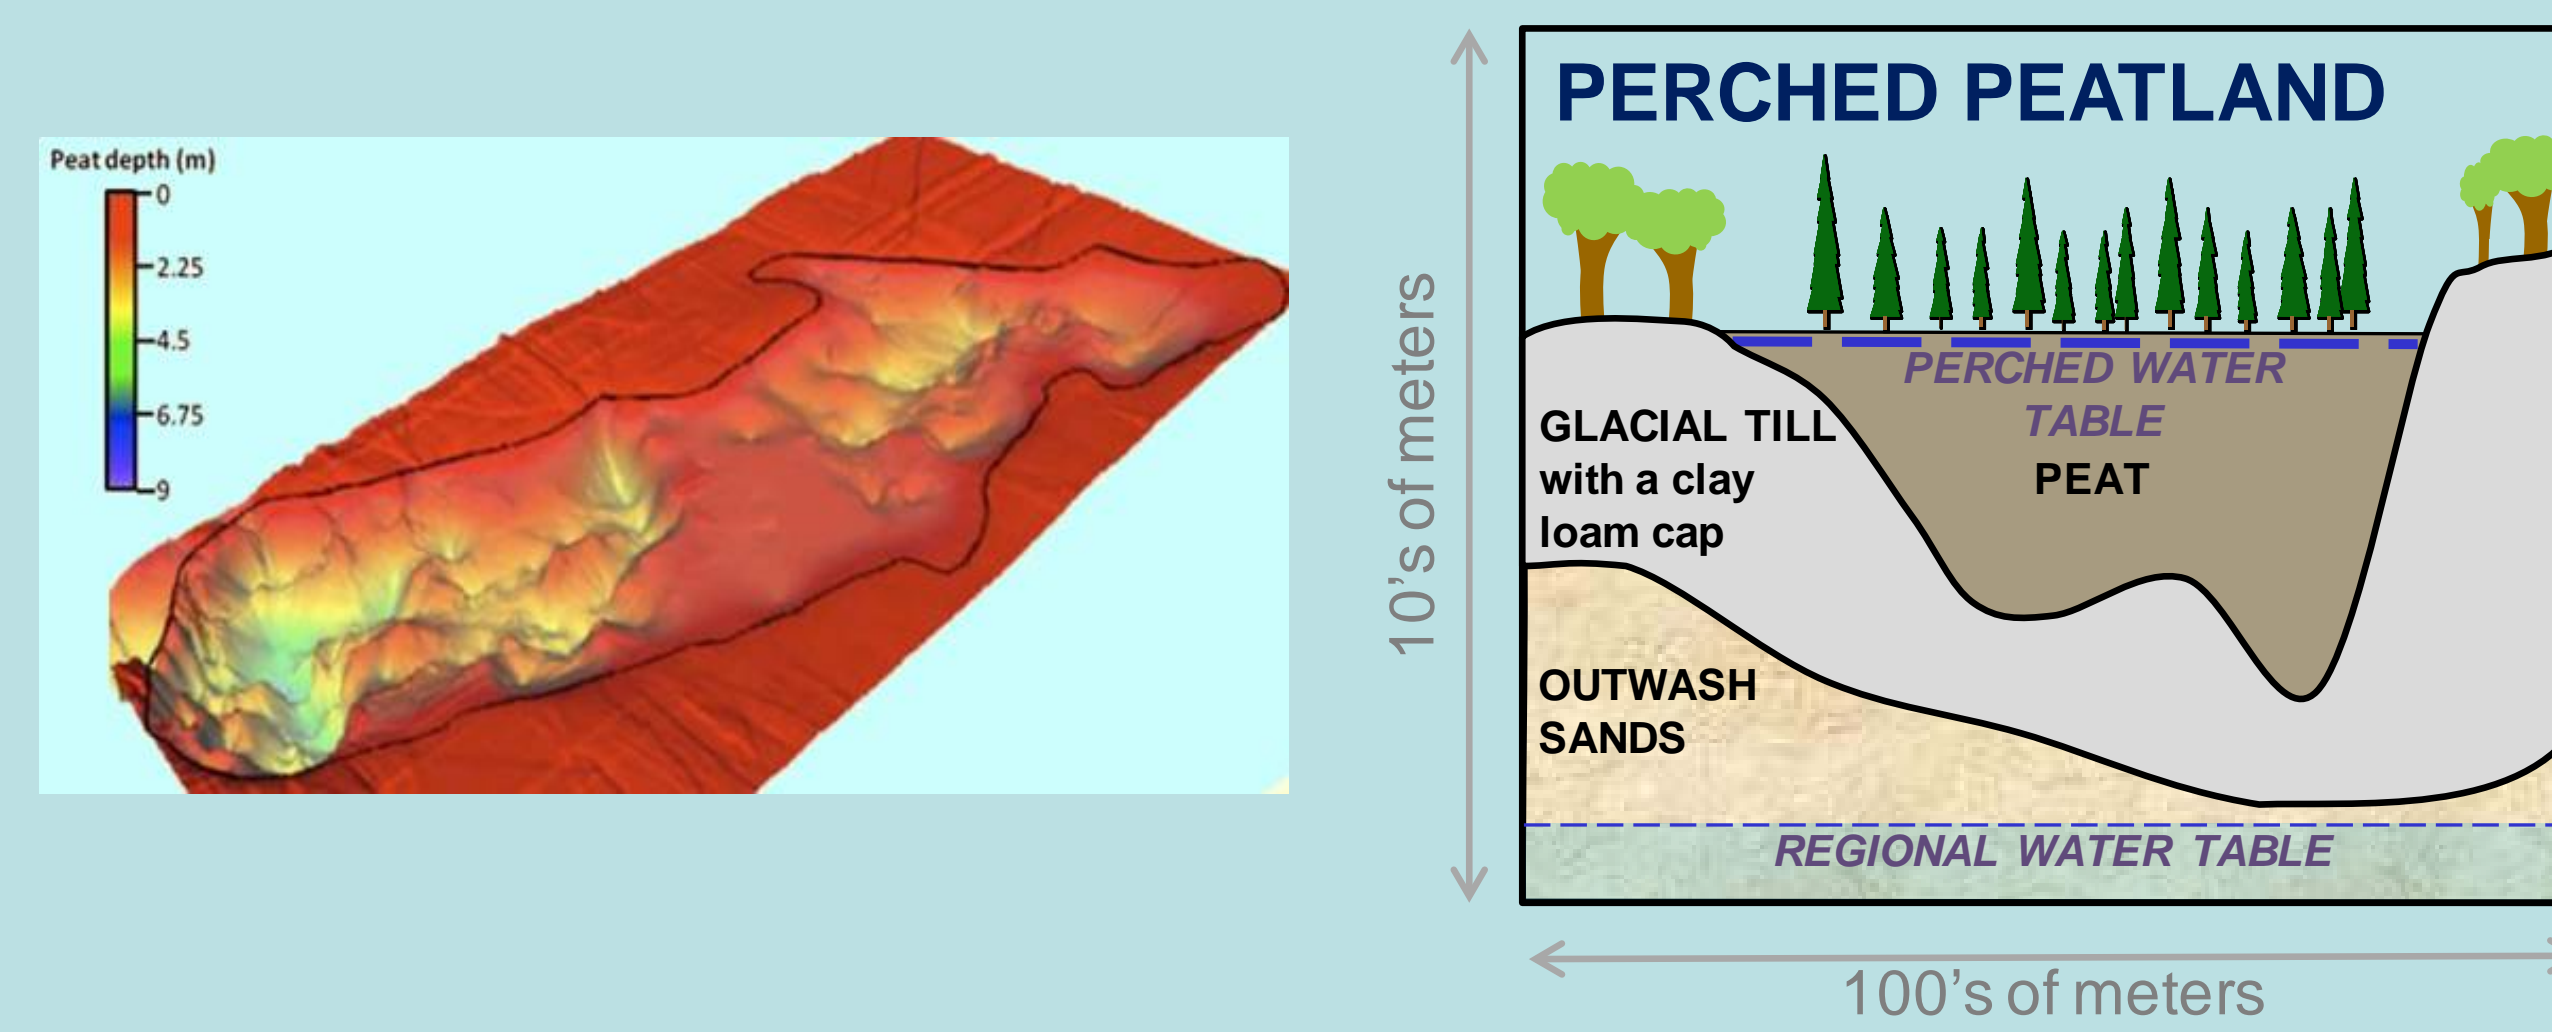 Peat depth (m)
0
2.25
4.5
6.75
9
10’s of meters
PERCHED PEATLAND
PERCHED WATER
TABLE
PEAT
GLACIAL TILL
with a clay
loam cap
OUTWASH
SANDS
REGIONAL WATER TABLE
100’s of meters